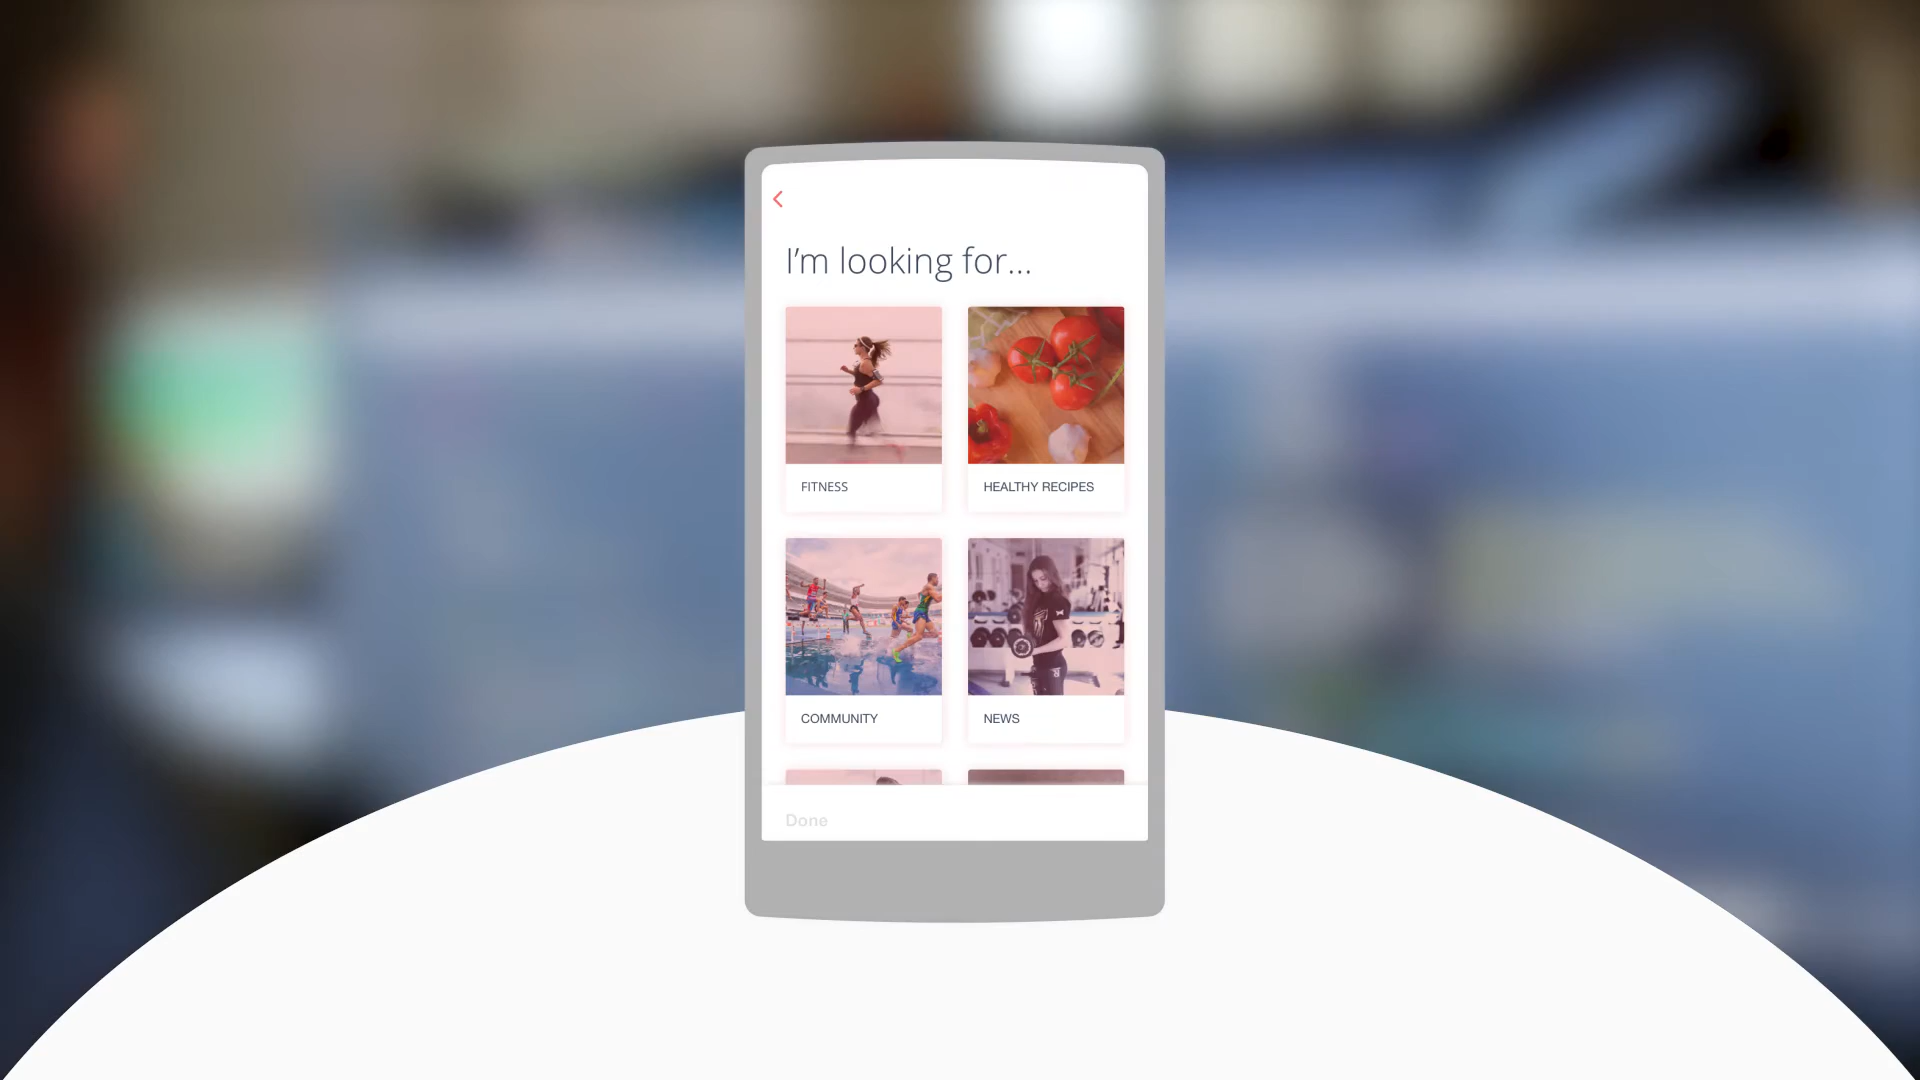 I’m looking for...
FITNESS
HEALTHY RECIPES
COMMUNITY
NEWS
Done